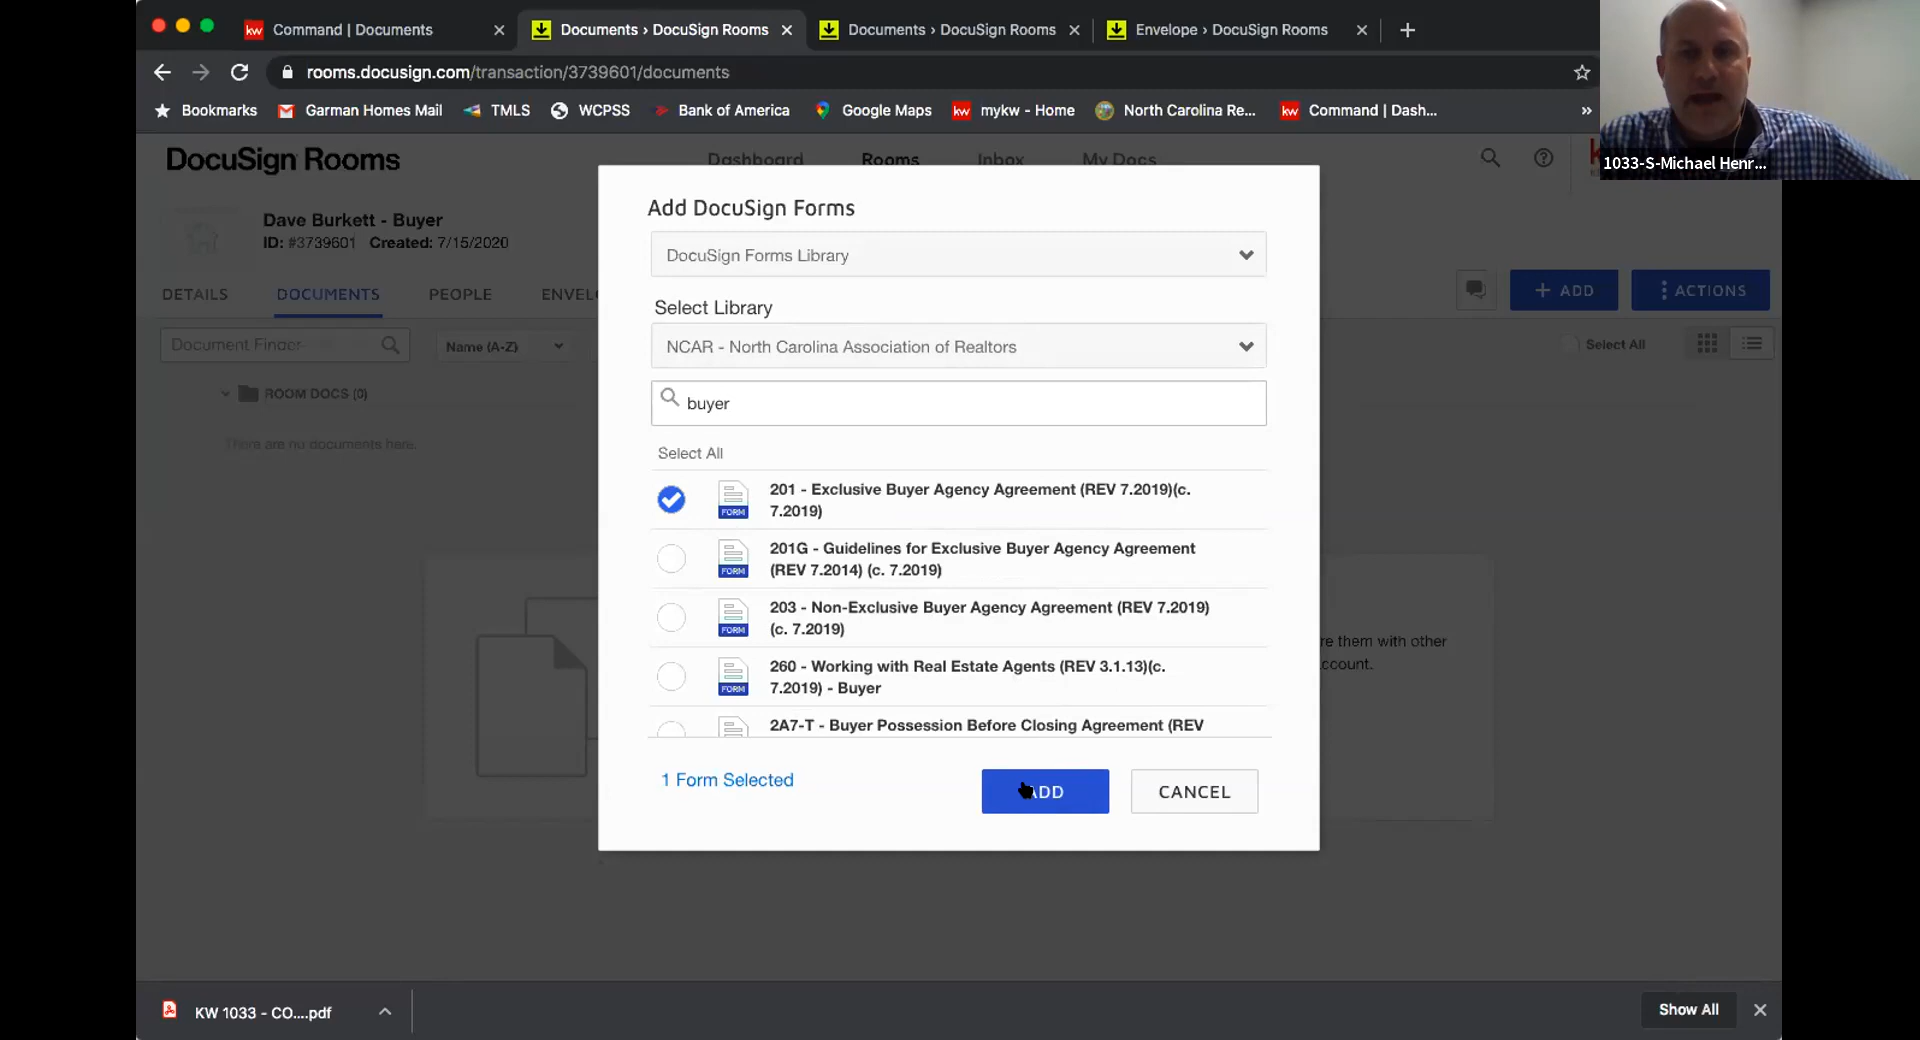 kw Command | Documents
Documents › DocuSign Rooms
Documents › DocuSign Rooms
Envelope › DocuSign Rooms
rooms.docusign.com/transaction/3739601/documents
Bookmarks
Garman Homes Mail
TMLS
WCPSS
Bank of America
Google Maps
kw mykw - Home
North Carolina Re...
kw Command | Dash...
»
1033-S-Michael Henr...
DocuSign Rooms
Dashboard
Rooms
Inbox
My Docs
Dave Burkett - Buyer
ID: #3739601 Created: 7/15/2020
DETAILS
DOCUMENTS
PEOPLE
ENVEL
+ ADD
ACTIONS
Document Finder
Name (A-Z)
Select All
ROOM DOCS (0)
There are no documents here.
re them with other
ccount.
Add DocuSign Forms
DocuSign Forms Library
Select Library
NCAR - North Carolina Association of Realtors
buyer
Select All
FORM
201 - Exclusive Buyer Agency Agreement (REV 7.2019)(c.
7.2019)
FORM
201G - Guidelines for Exclusive Buyer Agency Agreement
(REV 7.2014) (c. 7.2019)
FORM
203 - Non-Exclusive Buyer Agency Agreement (REV 7.2019)
(c. 7.2019)
FORM
260 - Working with Real Estate Agents (REV 3.1.13)(c.
7.2019) - Buyer
2A7-T - Buyer Possession Before Closing Agreement (REV
1 Form Selected
ADD
CANCEL
KW 1033 - CO....pdf
Show All